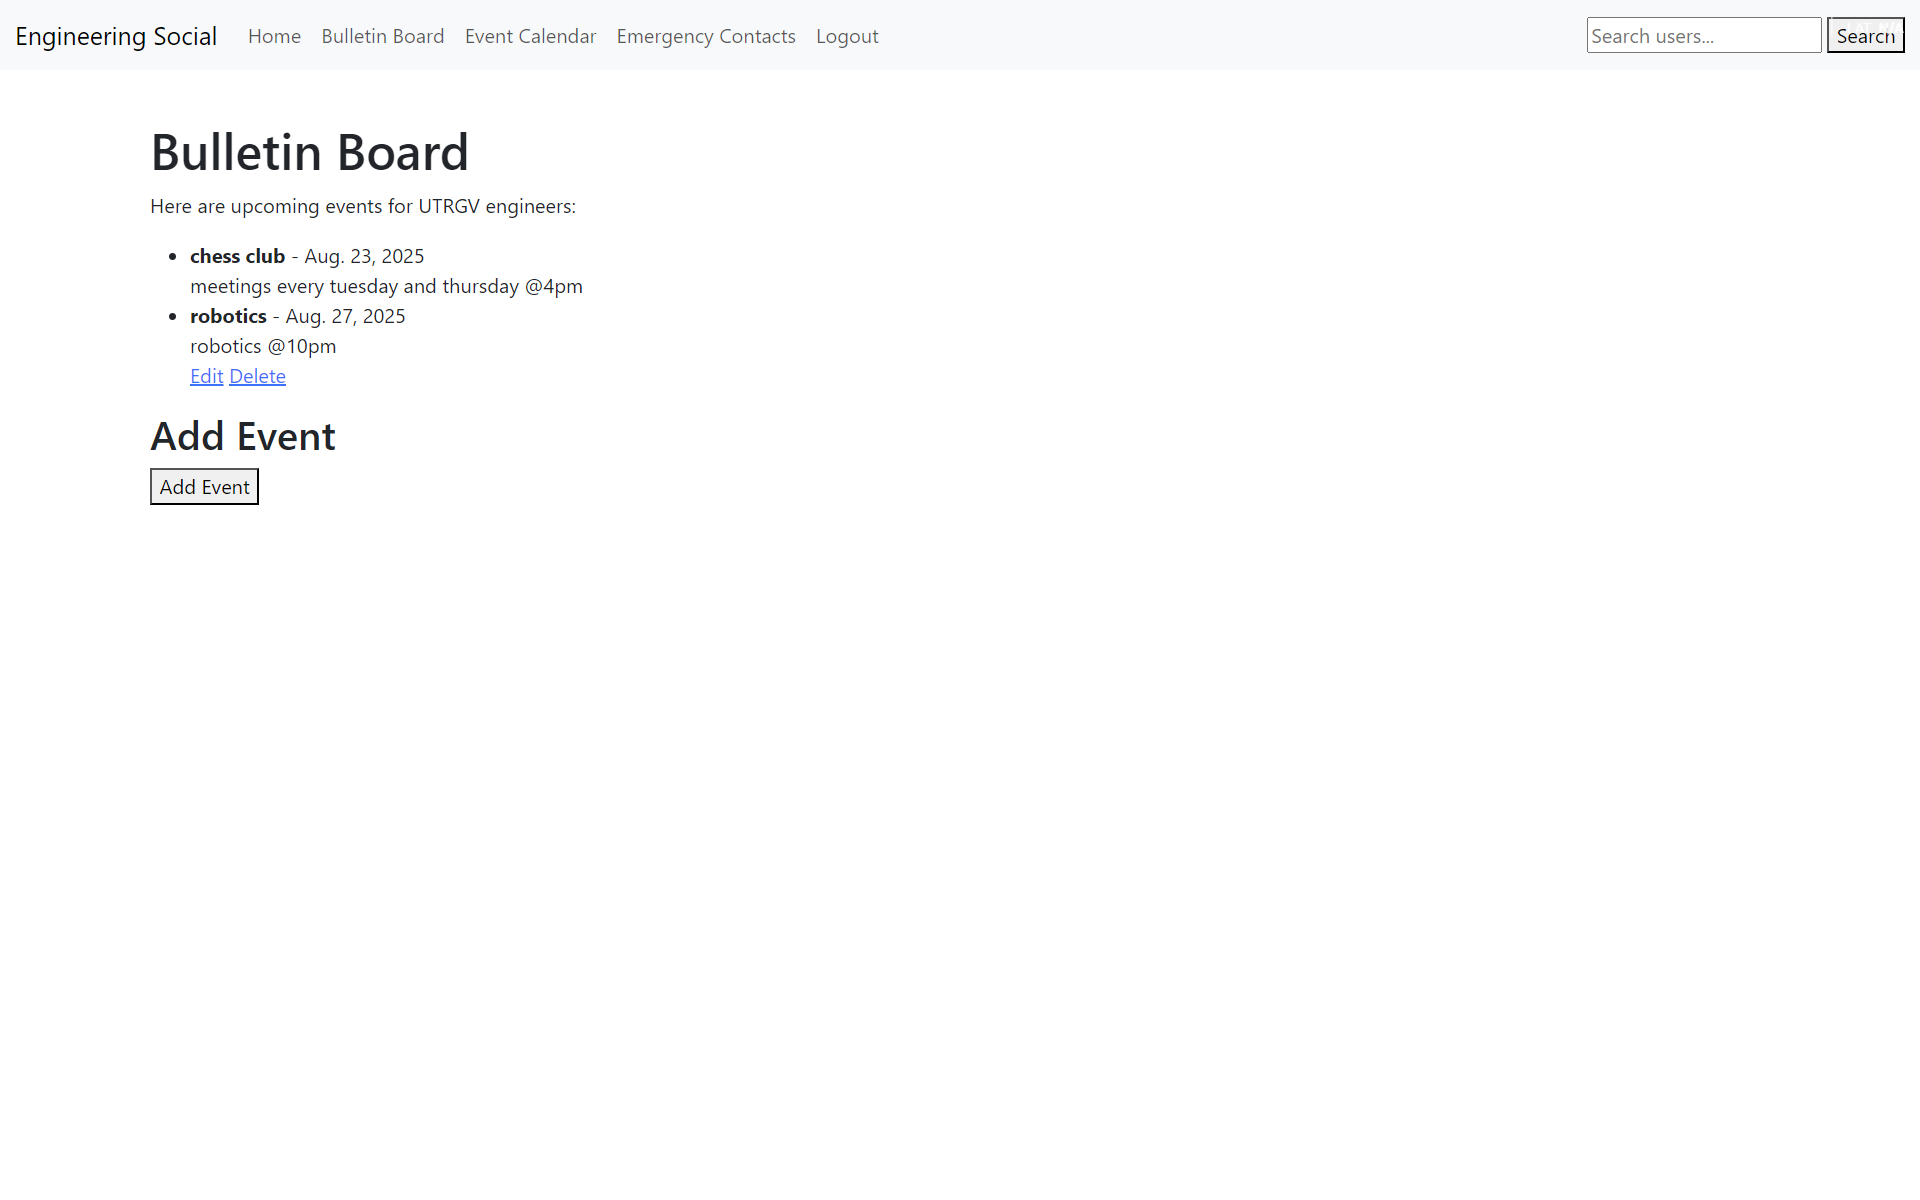 Engineering Social Home Bulletin Board Event Calendar Emergency Contacts Logout Search users... Search
Bulletin Board
Here are upcoming events for UTRGV engineers:
chess club - Aug. 23, 2025
meetings every tuesday and thursday @4pm
robotics - Aug. 27, 2025
robotics @10pm
Edit Delete
Add Event
Add Event